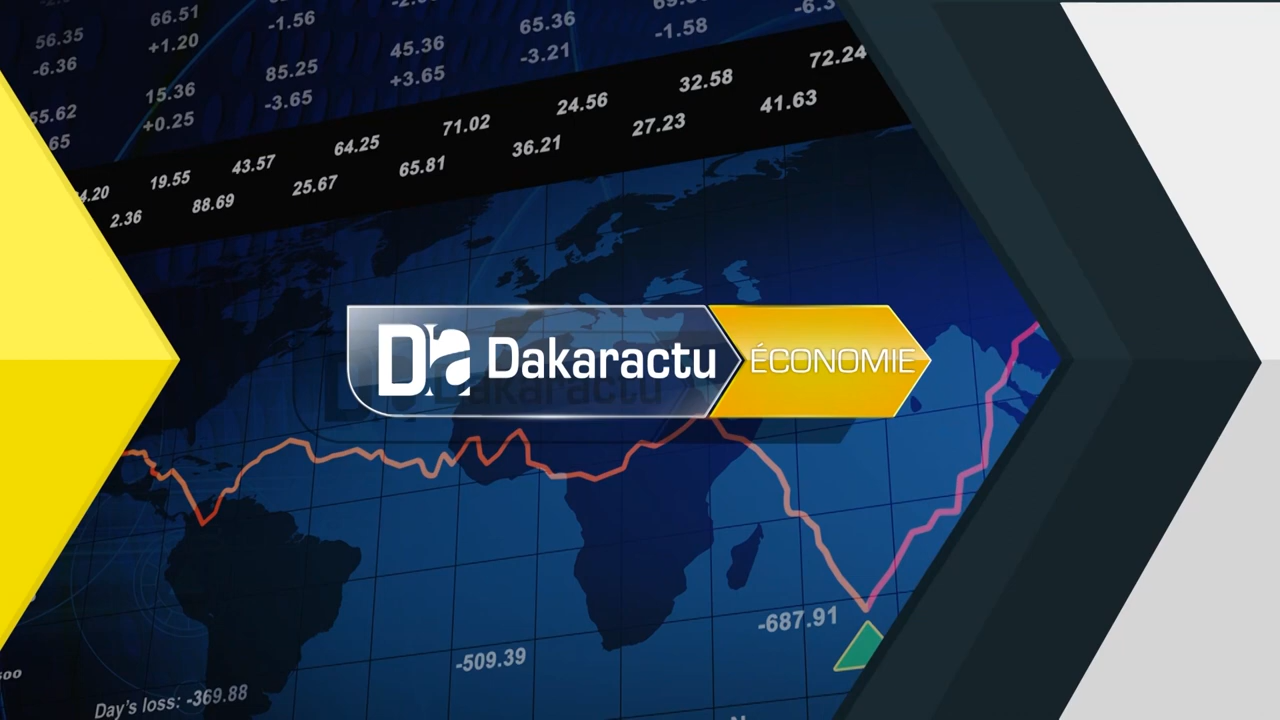 66.51 65.36
56.35 -1.56 -1.58
-6.36 +1.20 45.36 -3.21
85.25 +3.65 72.24
15.36 -3.65 32.58
55.62 +0.25 24.56 41.63
71.02 27.23
64.25 36.21
19.55 43.57 65.81
2.36 88.69 25.67
Da Dakaractu ÉCONOMIE
-687.91
-509.39
Day's loss: -369.88